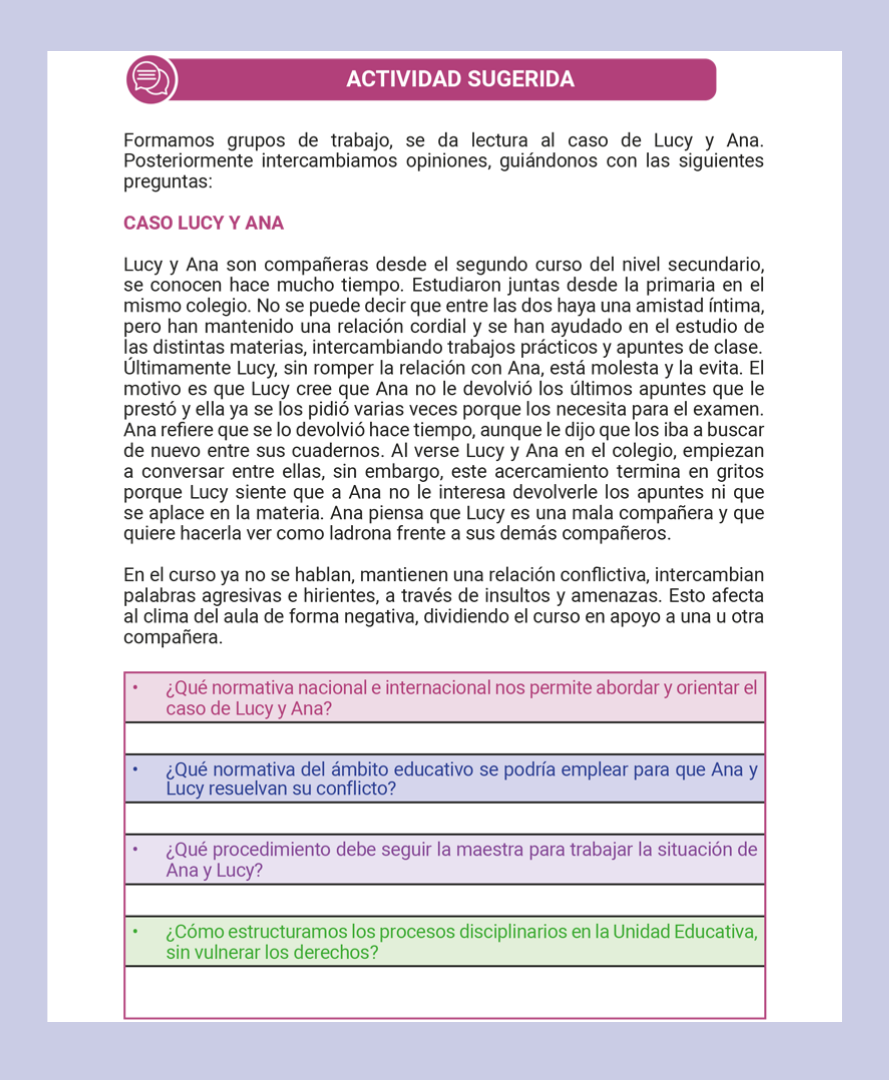 ACTIVIDAD SUGERIDA
Formamos grupos de trabajo, se da lectura al caso de Lucy y Ana.
Posteriormente intercambiamos opiniones, guiándonos con las siguientes
preguntas:
CASO LUCY Y ANA
Lucy y Ana son compañeras desde el segundo curso del nivel secundario,
se conocen hace mucho tiempo. Estudiaron juntas desde la primaria en el
mismo colegio. No se puede decir que entre las dos haya una amistad íntima,
pero han mantenido una relación cordial y se han ayudado en el estudio de
las distintas materias, intercambiando trabajos prácticos y apuntes de clase.
Últimamente Lucy, sin romper la relación con Ana, está molesta y la evita. El
motivo es que Lucy cree que Ana no le devolvió los últimos apuntes que le
prestó y ella ya se los pidió varias veces porque los necesita para el examen.
Ana refiere que se lo devolvió hace tiempo, aunque le dijo que los iba a buscar
de nuevo entre sus cuadernos. Al verse Lucy y Ana en el colegio, empiezan
a conversar entre ellas, sin embargo, este acercamiento termina en gritos
porque Lucy siente que a Ana no le interesa devolverle los apuntes ni que
se aplace en la materia. Ana piensa que Lucy es una mala compañera y que
quiere hacerla ver como ladrona frente a sus demás compañeros.
En el curso ya no se hablan, mantienen una relación conflictiva, intercambian
palabras agresivas e hirientes, a través de insultos y amenazas. Esto afecta
al clima del aula de forma negativa, dividiendo el curso en apoyo a una u otra
compañera.
• ¿Qué normativa nacional e internacional nos permite abordar y orientar el
caso de Lucy y Ana?
• ¿Qué normativa del ámbito educativo se podría emplear para que Ana y
Lucy resuelvan su conflicto?
• ¿Qué procedimiento debe seguir la maestra para trabajar la situación de
Ana y Lucy?
• ¿Cómo estructuramos los procesos disciplinarios en la Unidad Educativa,
sin vulnerar los derechos?